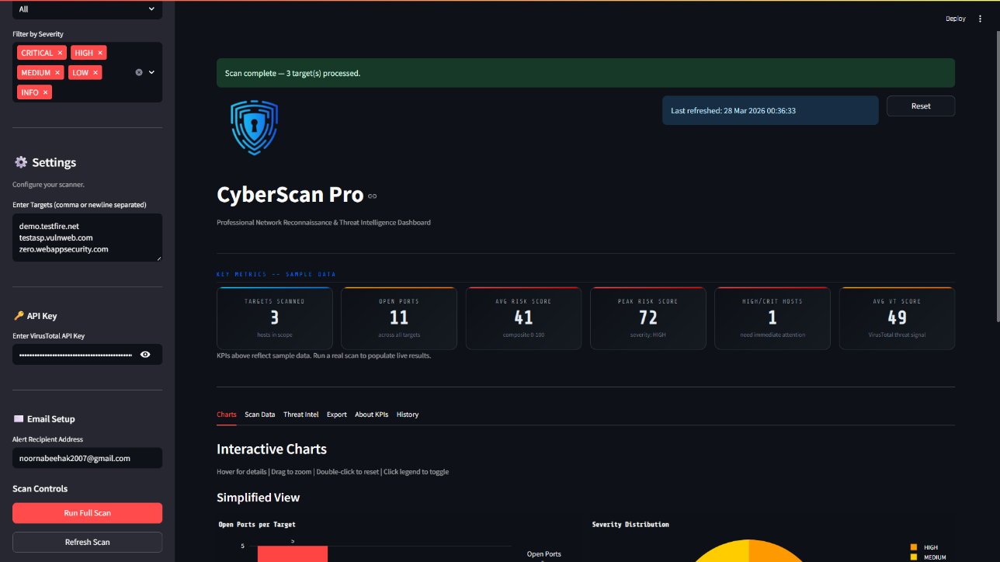 All
Filter by Severity
CRITICAL ×
HIGH ×
MEDIUM ×
LOW ×
INFO ×
Settings
Configure your scanner.
Enter Targets (comma or newline separated)
demo.testfire.net
testasp.vulnweb.com
zero.webappsecurity.com
API Key
Enter VirusTotal API Key
Email Setup
Alert Recipient Address
noornabeehak2007@gmail.com
Scan Controls
Run Full Scan
Refresh Scan
Deploy
Scan complete — 3 target(s) processed.
Last refreshed: 28 Mar 2026 00:36:33
Reset
CyberScan Pro
Professional Network Reconnaissance & Threat Intelligence Dashboard
KEY METRICS -- SAMPLE DATA
TARGETS SCANNED
3
hosts in scope
OPEN PORTS
11
across all targets
AVG RISK SCORE
41
composite 0-100
PEAK RISK SCORE
72
severity: HIGH
HIGH/CRIT HOSTS
1
need immediate attention
AVG VT SCORE
49
VirusTotal threat signal
KPIs above reflect sample data. Run a real scan to populate live results.
Charts Scan Data Threat Intel Export About KPIs History
Interactive Charts
Hover for details | Drag to zoom | Double-click to reset | Click legend to toggle
Simplified View
Open Ports per Target
5
5
Open Ports
Severity Distribution
HIGH
MEDIUM